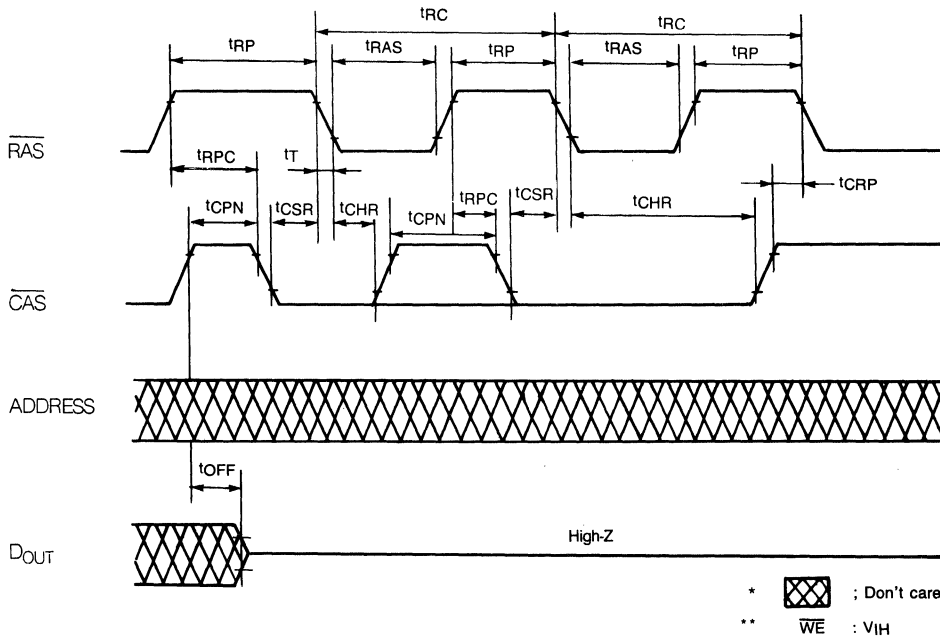 tRC
tRC
tRP tRAS tRP tRAS tRP
RAS
tRPC tT tCRP
tRPC tCSR
tCPN tCSR tCHR tCPN tCHR
CAS
ADDRESS
tOFF
DOUT High-Z
* ; Don't care
** WE : VIH